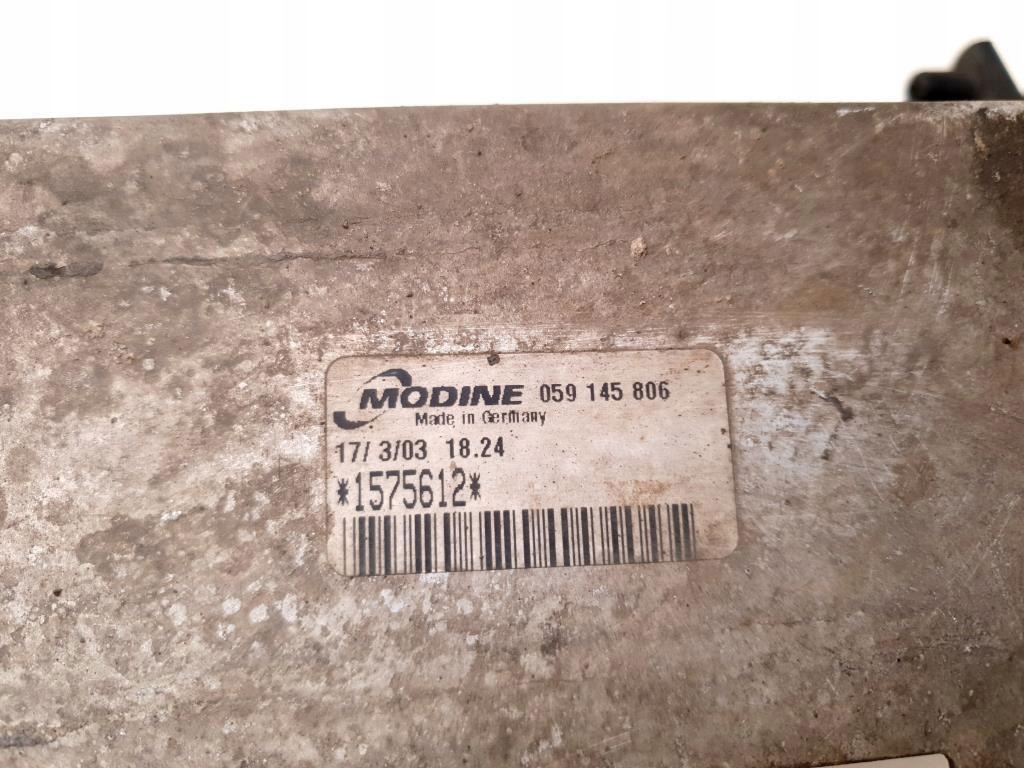 MODINE 059 145 806
Made in Germany
17/ 3/03 18.24
*1575612*